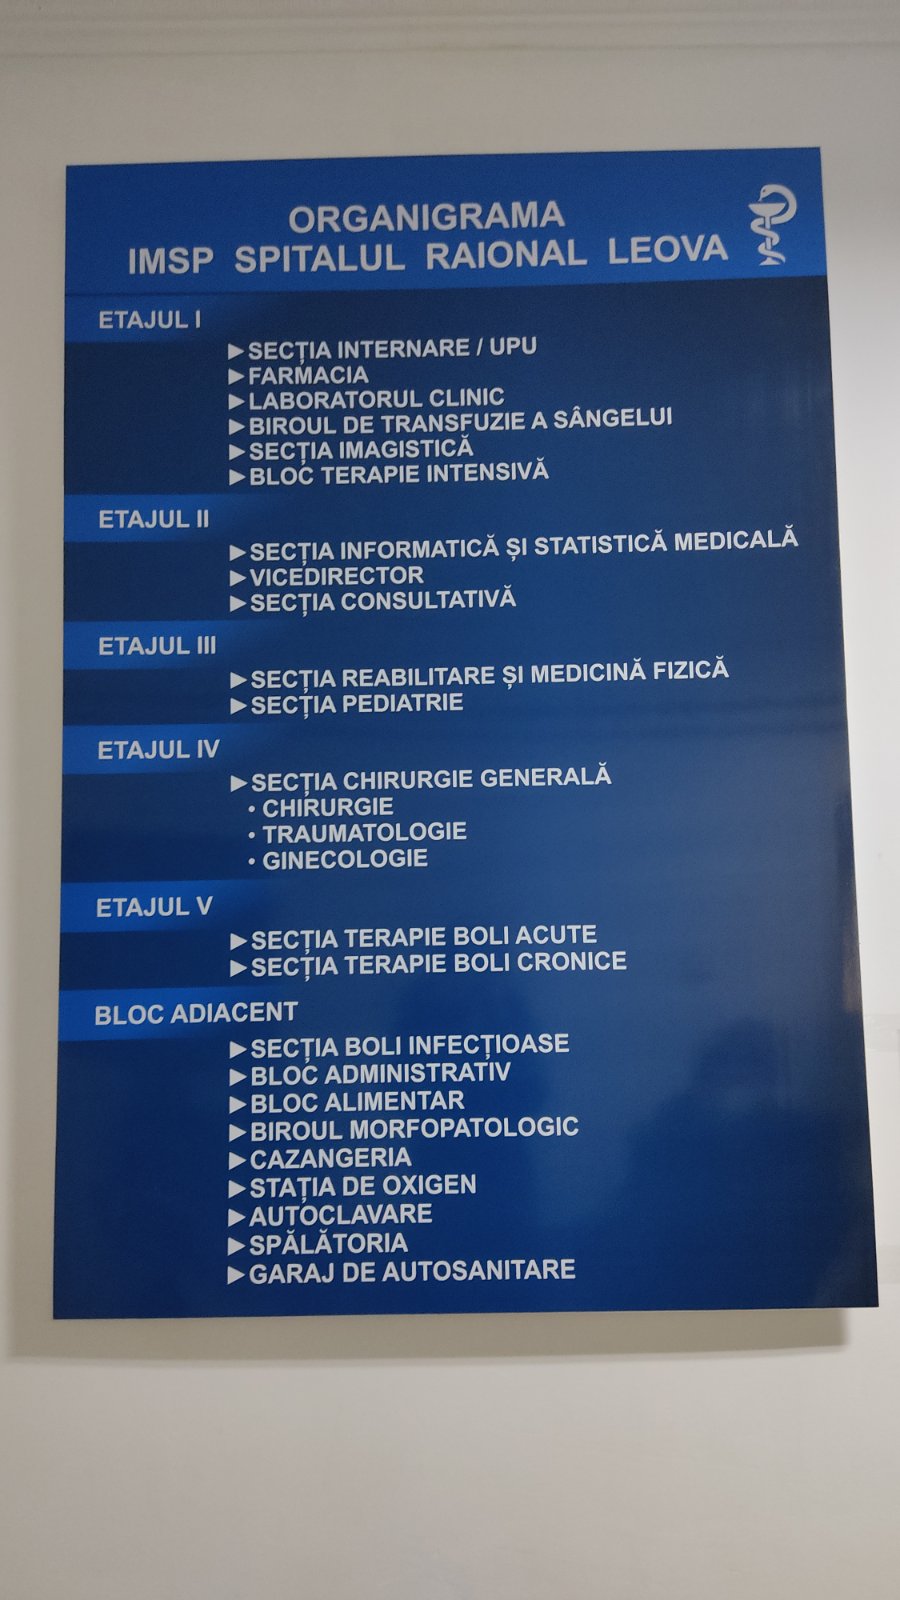 ORGANIGRAMA
IMSP SPITALUL RAIONAL LEOVA
ETAJUL I
►SECȚIA INTERNARE / UPU
►FARMACIA
►LABORATORUL CLINIC
►BIROUL DE TRANSFUZIE A SÂNGELUI
►SECȚIA IMAGISTICĂ
►BLOC TERAPIE INTENSIVĂ
ETAJUL II
►SECȚIA INFORMATICĂ ȘI STATISTICĂ MEDICALĂ
►VICEDIRECTOR
►SECȚIA CONSULTATIVĂ
ETAJUL III
►SECȚIA REABILITARE ȘI MEDICINĂ FIZICĂ
►SECȚIA PEDIATRIE
ETAJUL IV
►SECȚIA CHIRURGIE GENERALĂ
• CHIRURGIE
• TRAUMATOLOGIE
• GINECOLOGIE
ETAJUL V
►SECȚIA TERAPIE BOLI ACUTE
►SECȚIA TERAPIE BOLI CRONICE
BLOC ADIACENT
►SECȚIA BOLI INFECȚIOASE
►BLOC ADMINISTRATIV
►BLOC ALIMENTAR
►BIROUL MORFOPATOLOGIC
►CAZANGERIA
►STAȚIA DE OXIGEN
►AUTOCLAVARE
►SPĂLĂTORIA
►GARAJ DE AUTOSANITARE